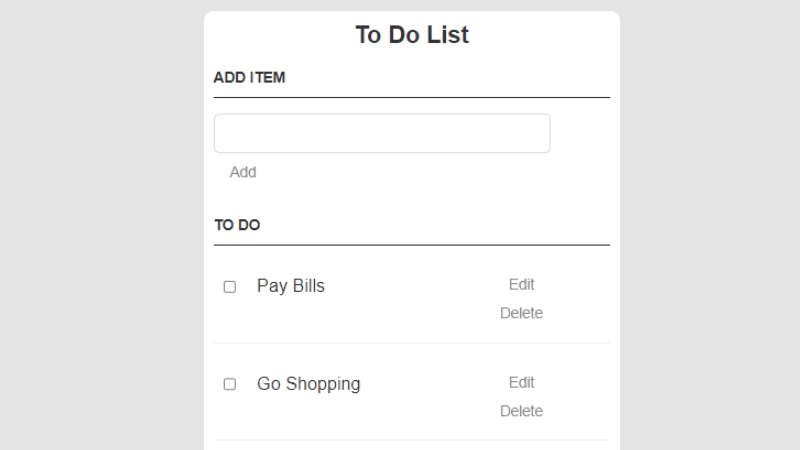 To Do List
ADD ITEM
Add
TO DO
Pay Bills
Edit
Delete
Go Shopping
Edit
Delete